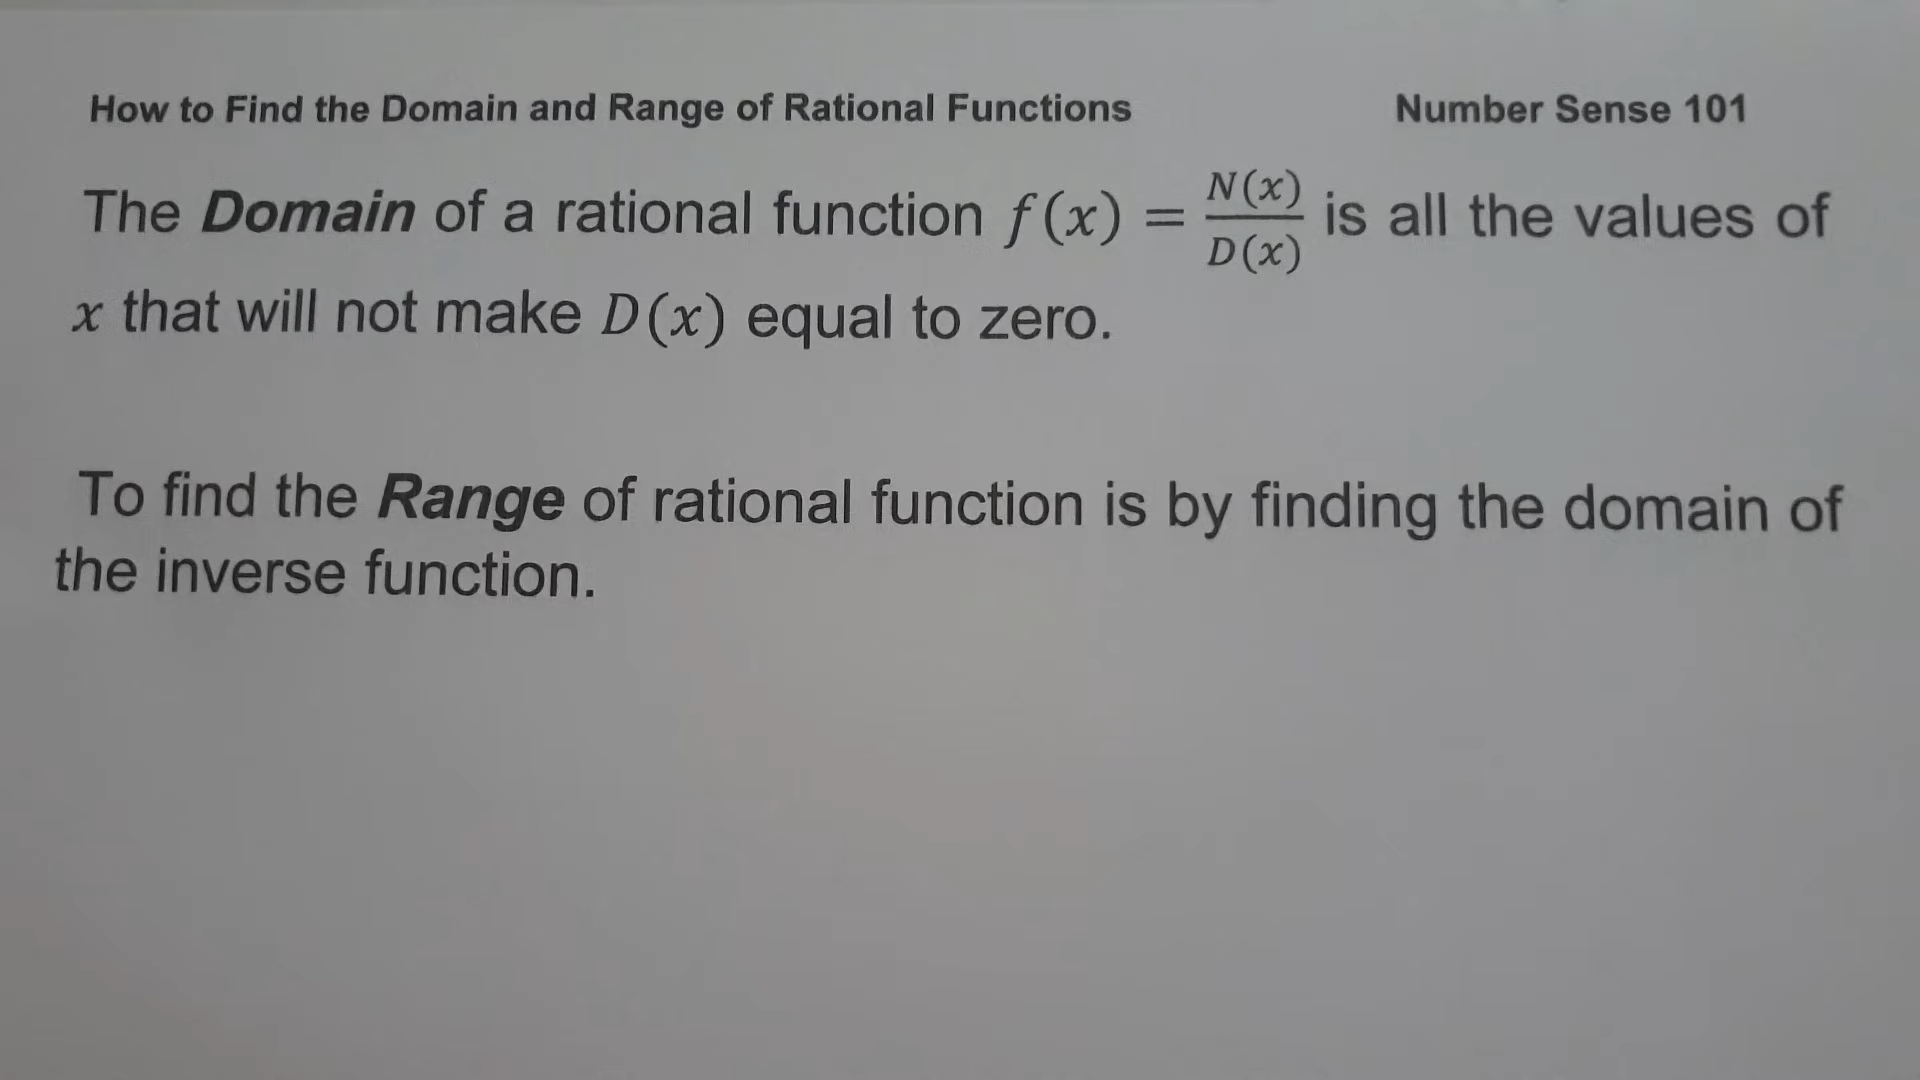 How to Find the Domain and Range of Rational Functions Number Sense 101
The Domain of a rational function f(x) = N(x)/D(x) is all the values of
x that will not make D(x) equal to zero.
To find the Range of rational function is by finding the domain of
the inverse function.